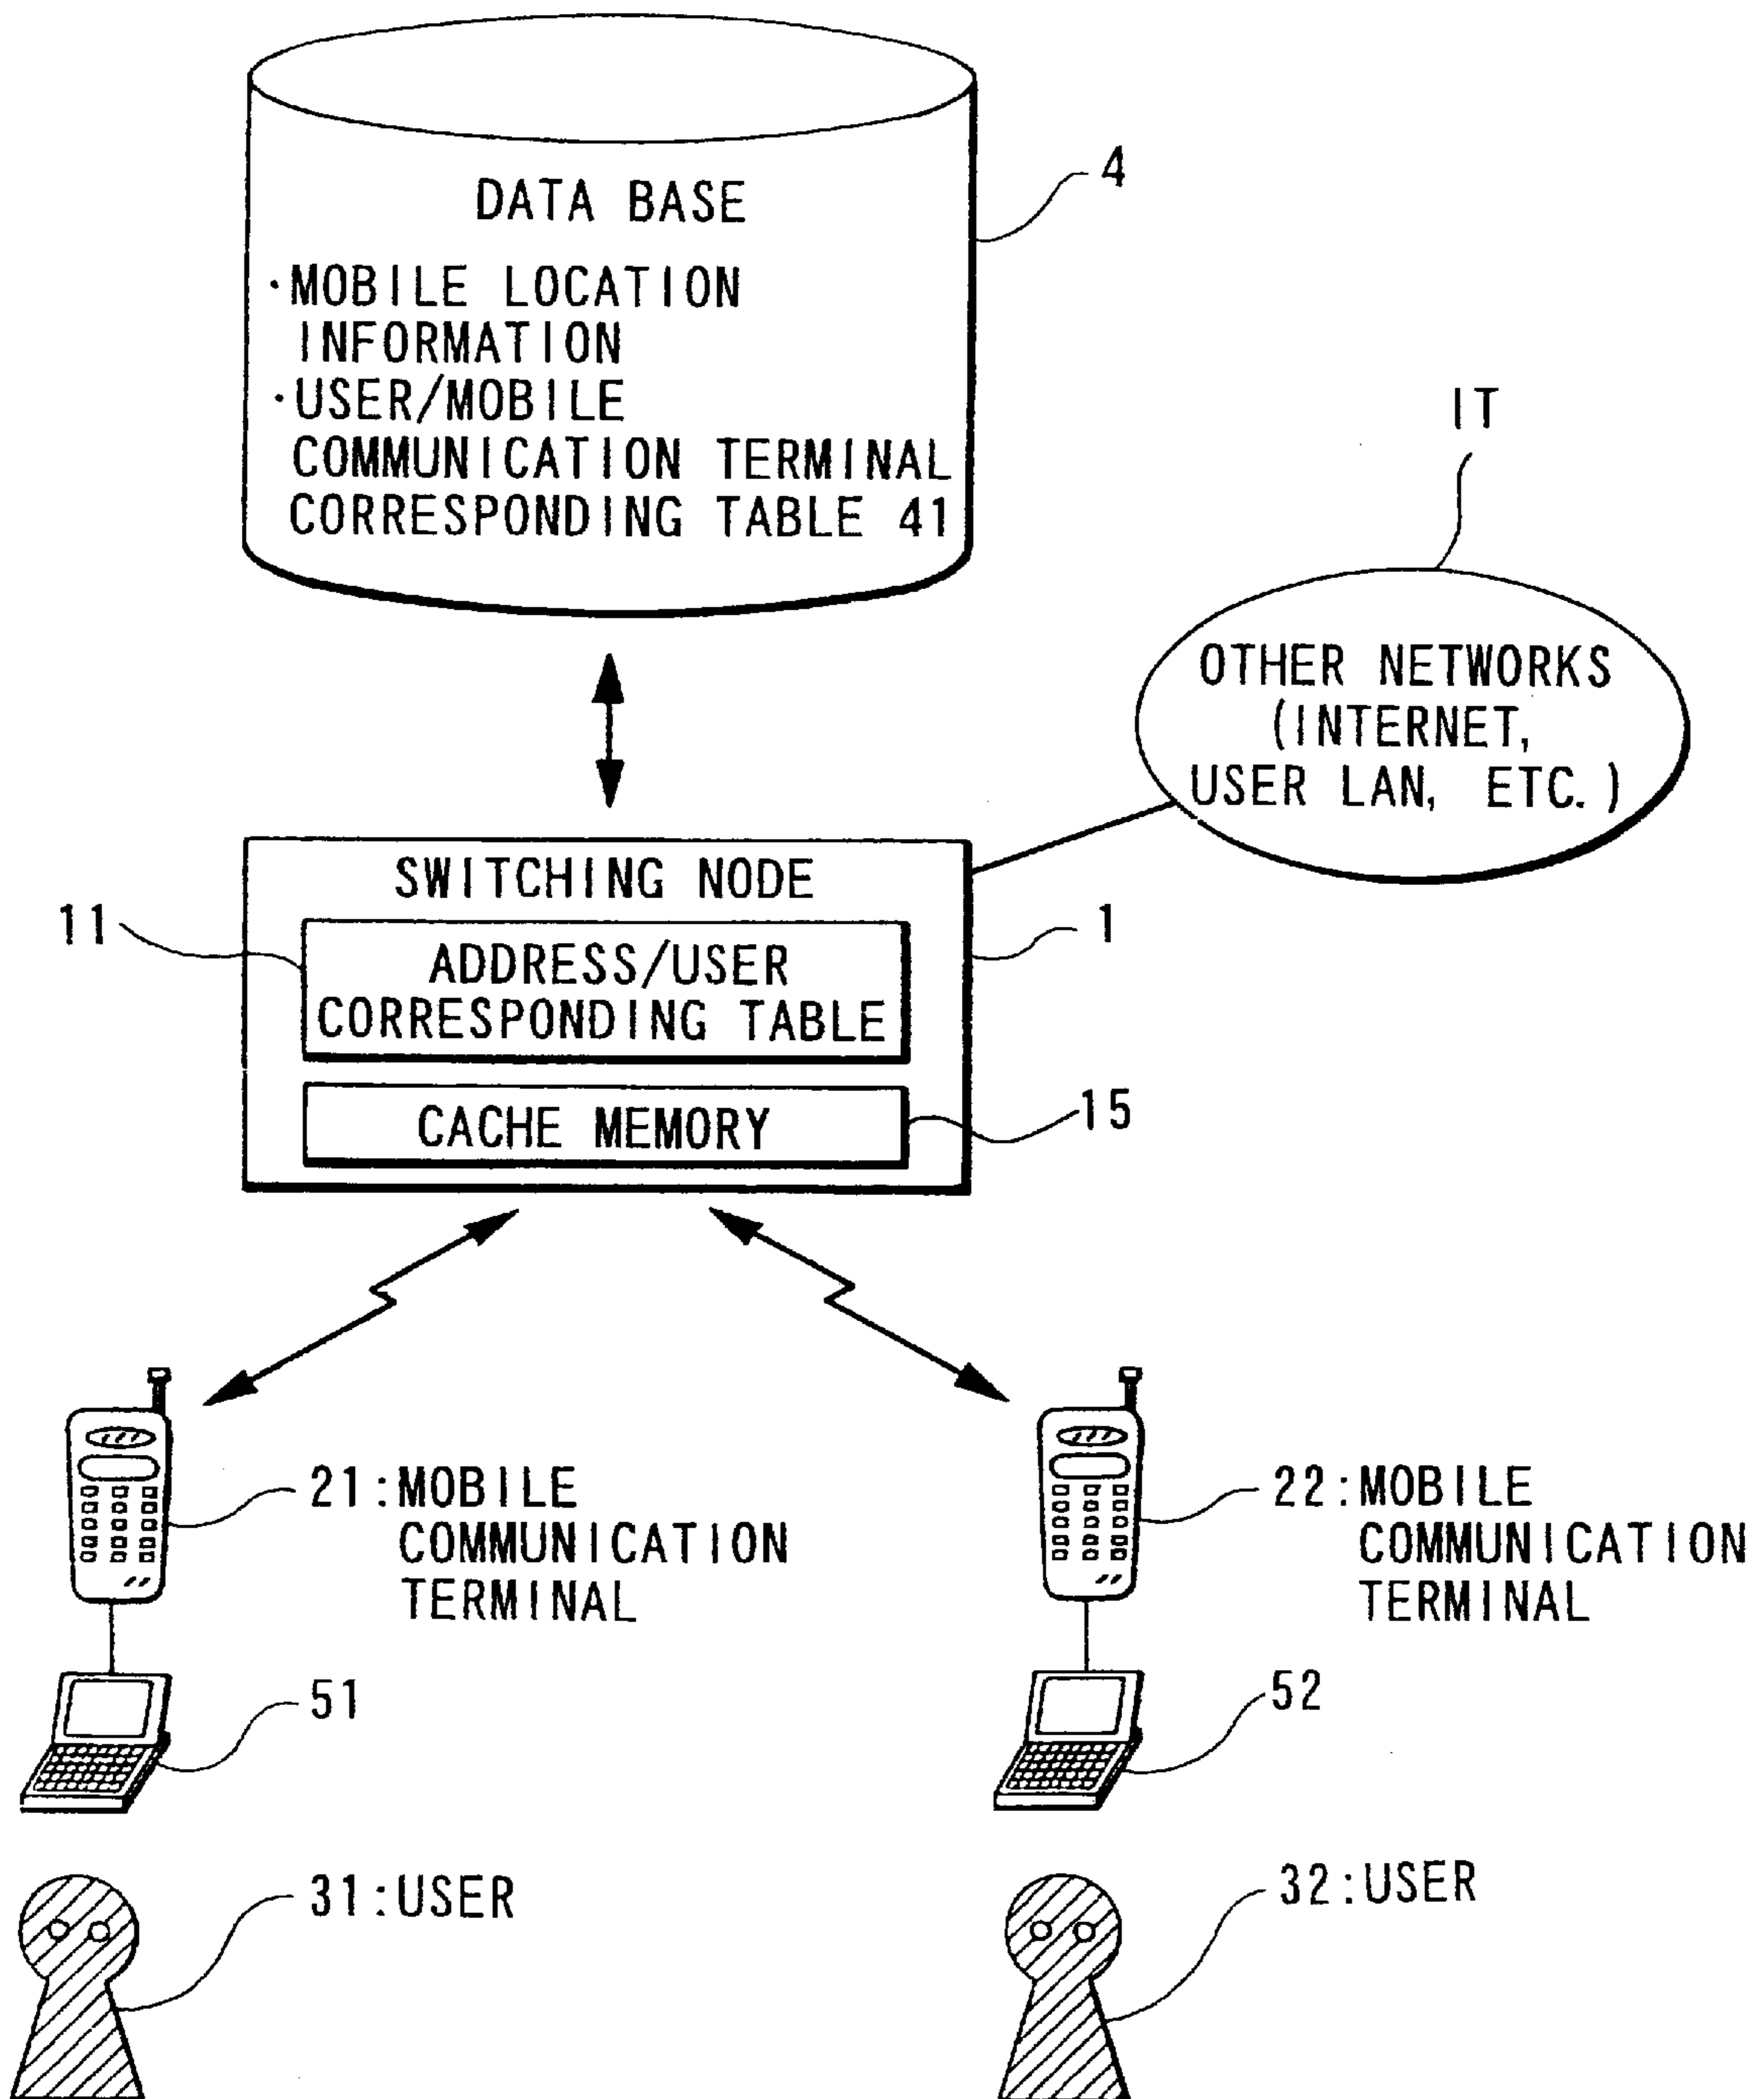 DATA BASE
·MOBILE LOCATION
INFORMATION
·USER/MOBILE
COMMUNICATION TERMINAL
CORRESPONDING TABLE 41
4
IT
OTHER NETWORKS
(INTERNET,
USER LAN, ETC.)
SWITCHING NODE
11
1
ADDRESS/USER
CORRESPONDING TABLE
CACHE MEMORY
15
21:MOBILE
COMMUNICATION
TERMINAL
22:MOBILE
COMMUNICATION
TERMINAL
51
52
31:USER
32:USER